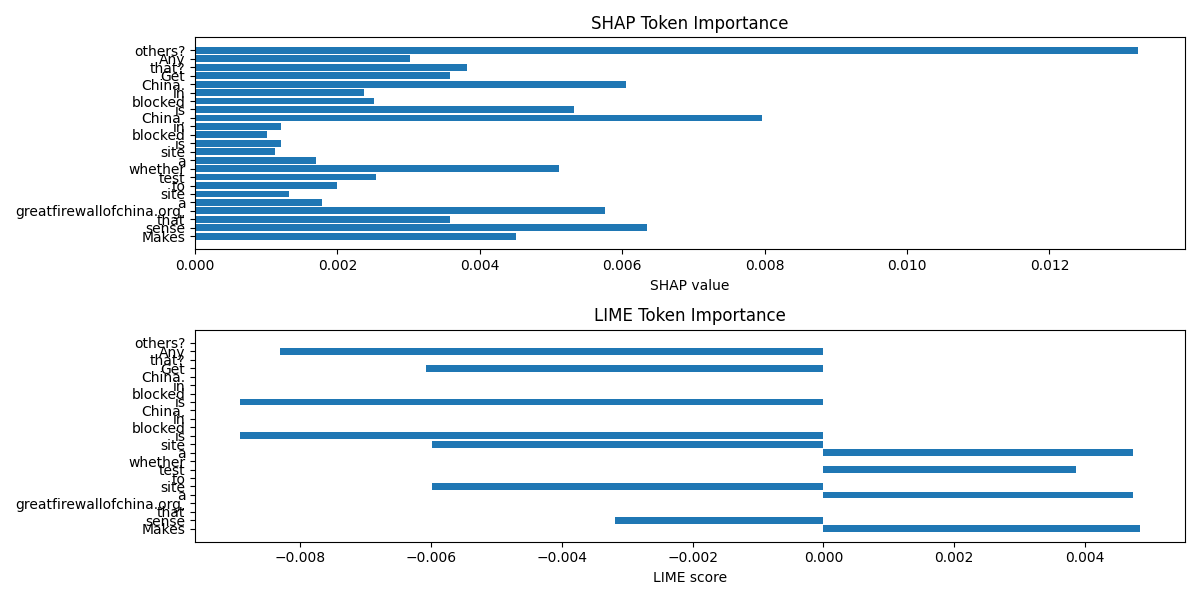 SHAP Token Importance
others?
Any
that?
Get
China.
in
blocked
is
China.
in
blocked
is
site
a
whether
test
to
site
a
greatfirewallofchina.org.
that
sense
Makes
0.000 0.002 0.004 0.006 0.008 0.010 0.012
SHAP value
LIME Token Importance
others?
Any
that?
Get
China.
in
blocked
is
China.
in
blocked
is
site
a
whether
test
to
site
a
greatfirewallofchina.org.
that
sense
Makes
−0.008 −0.006 −0.004 −0.002 0.000 0.002 0.004
LIME score